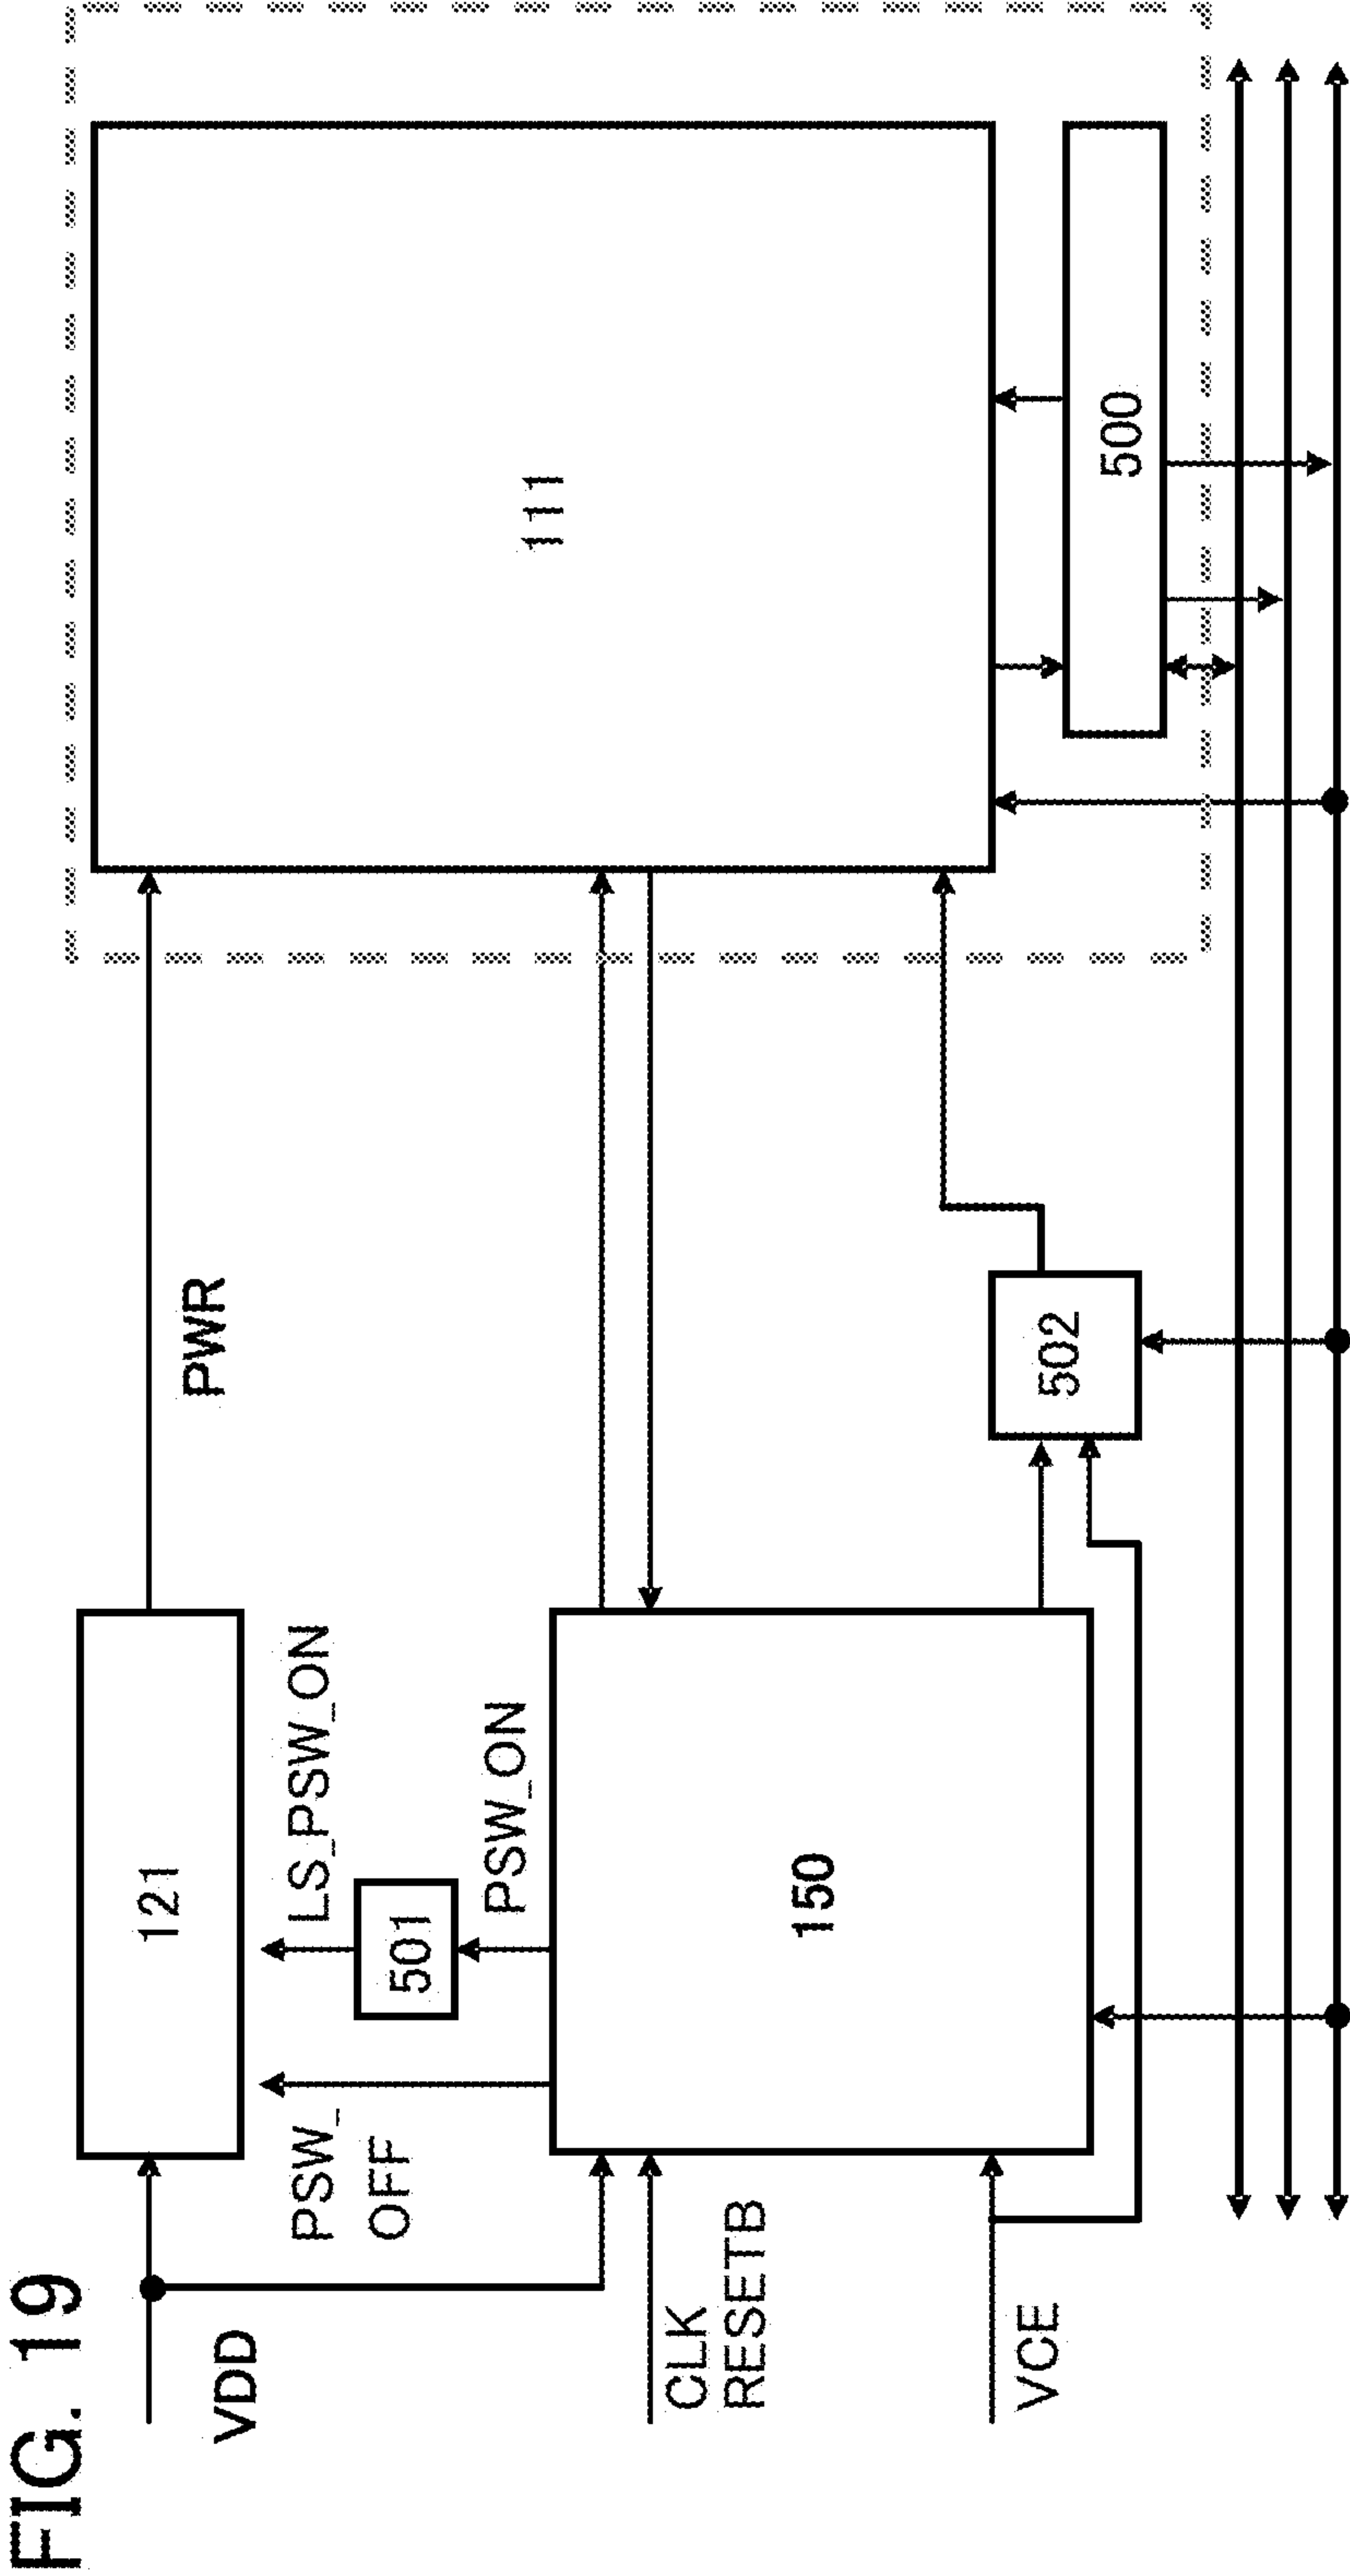 FIG. 19
VDD
PWR
121
PSW_
OFF
LS_PSW_ON
501
PSW_ON
111
CLK
RESETB
150
VCE
502
500